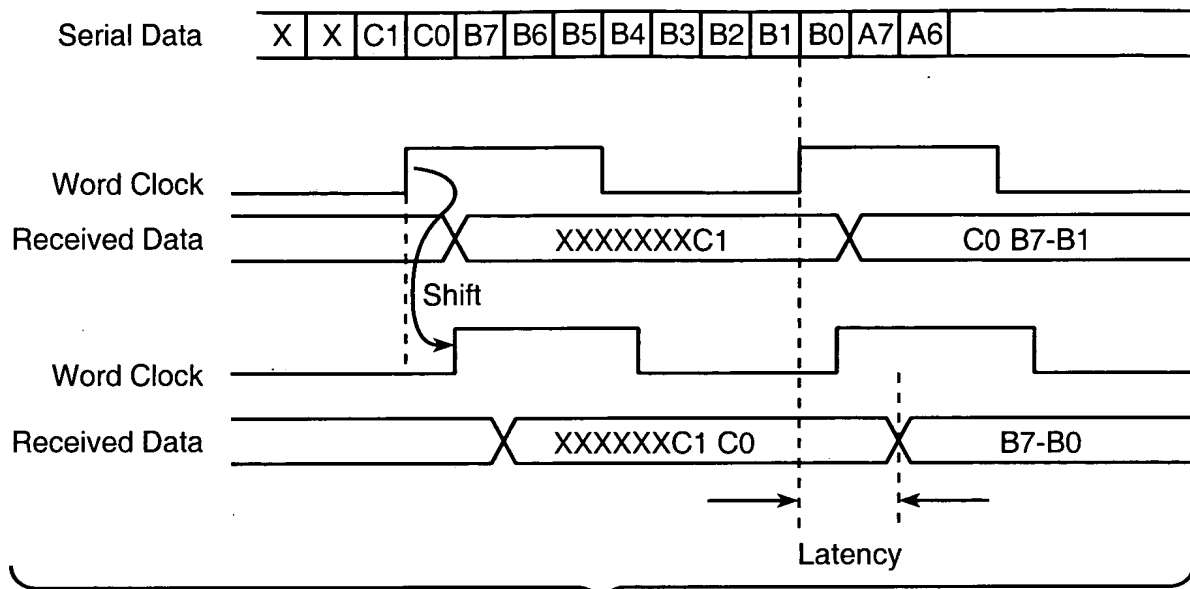 Serial Data X X C1 C0 B7 B6 B5 B4 B3 B2 B1 B0 A7 A6
Word Clock
Received Data XXXXXXXC1 C0 B7-B1
Shift
Word Clock
Received Data XXXXXXC1 C0 B7-B0
Latency